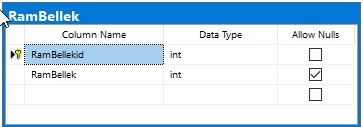 RamBellek
Column Name Data Type Allow Nulls
RamBellekid int
RamBellek int